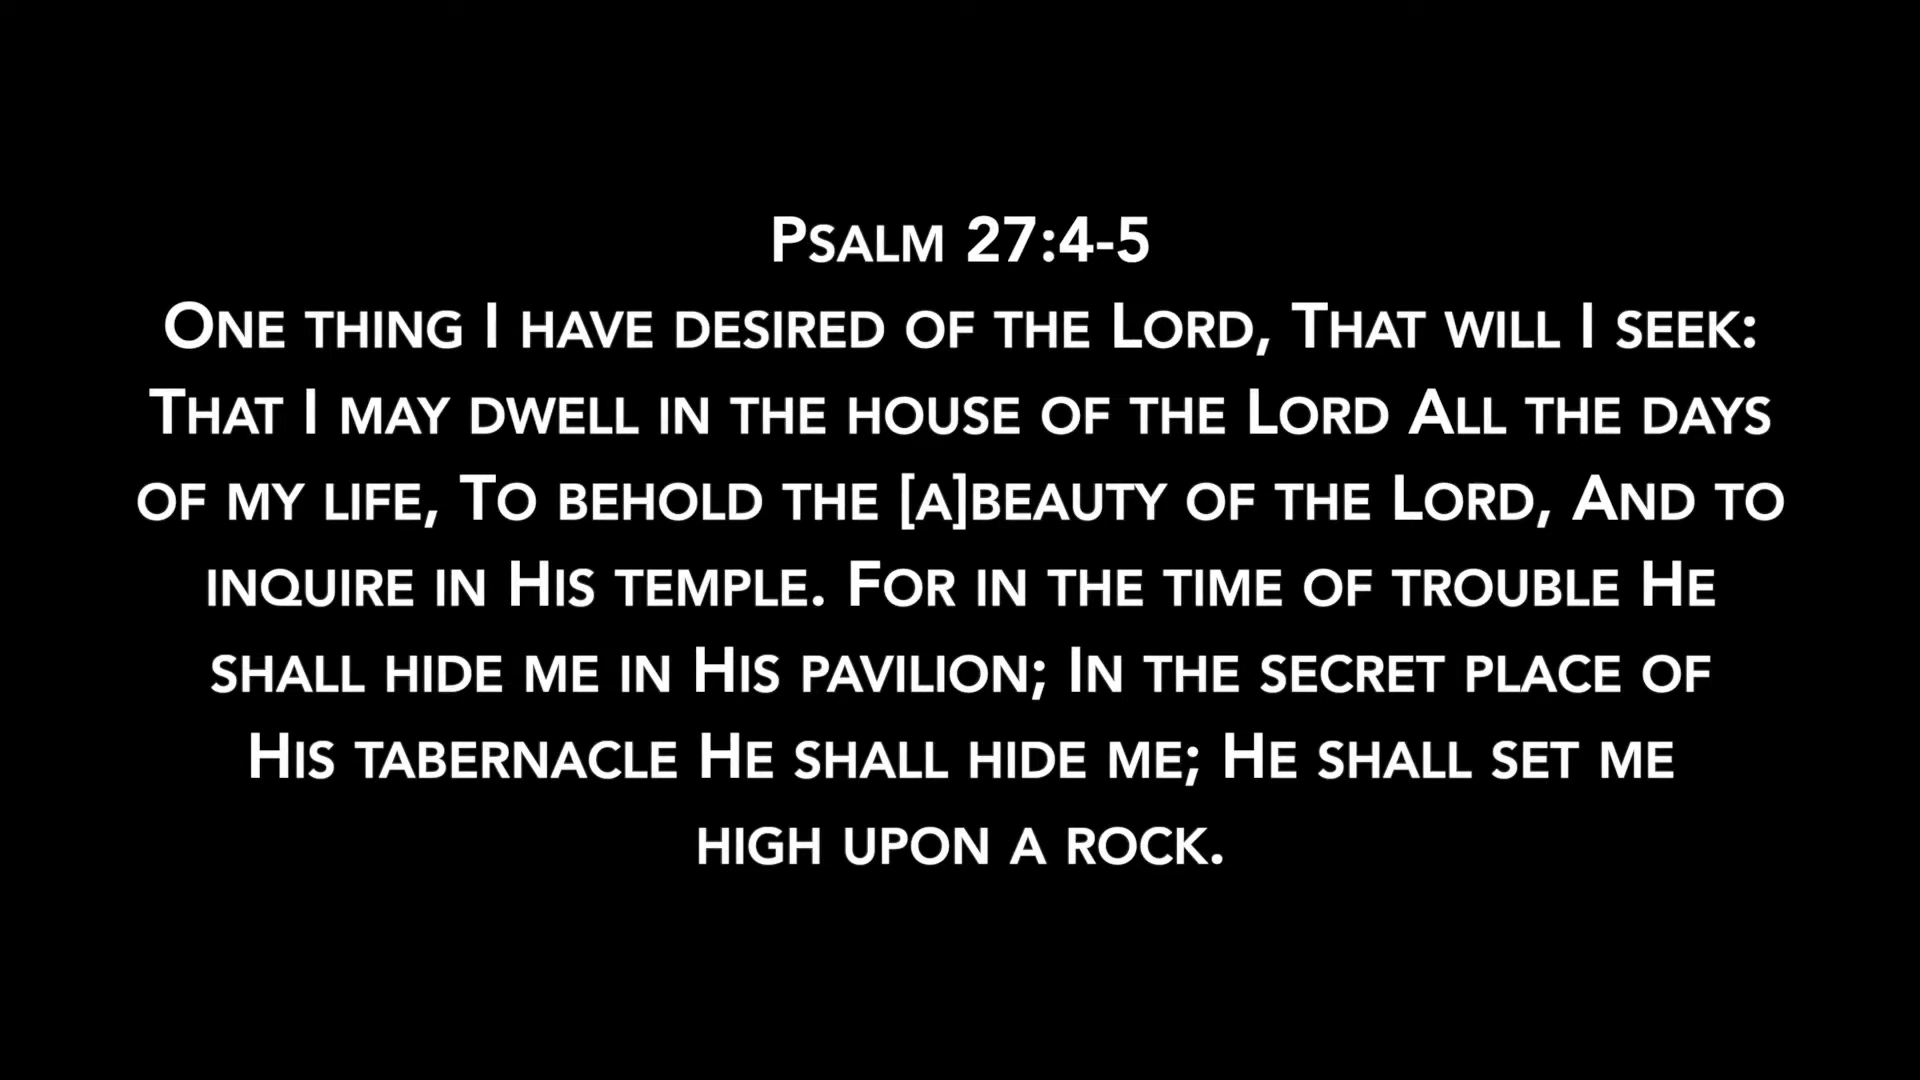 Psalm 27:4-5
One thing I have desired of the Lord, That will I seek:
That I may dwell in the house of the Lord All the days
of my life, To behold the [a]beauty of the Lord, And to
inquire in His temple. For in the time of trouble He
shall hide me in His pavilion; In the secret place of
His tabernacle He shall hide me; He shall set me
high upon a rock.